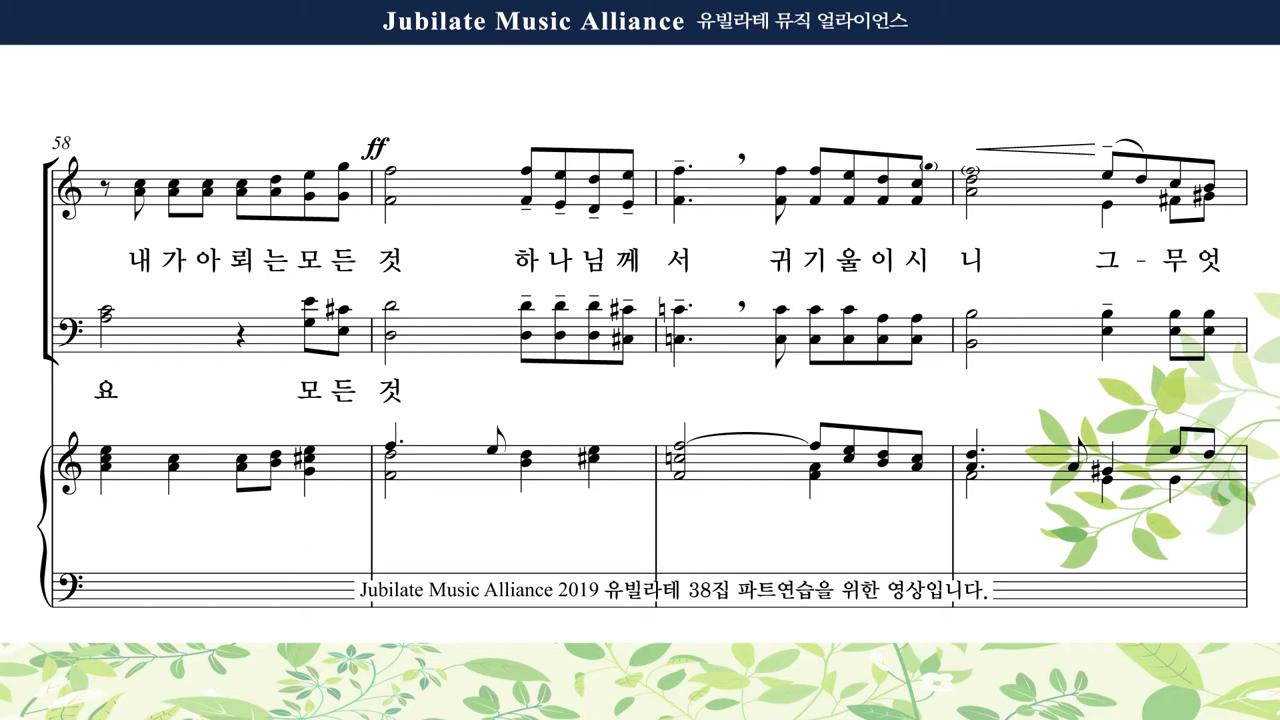 Jubilate Music Alliance 유빌라테 뮤직 얼라이언스
58
ff
내 가 아 뢰 는 모 든 것 하 나 님 께 서 귀 기 울 이 시 니 그 - 무 엇
요 모 든 것
Jubilate Music Alliance 2019 유빌라테 38집 파트연습을 위한 영상입니다.